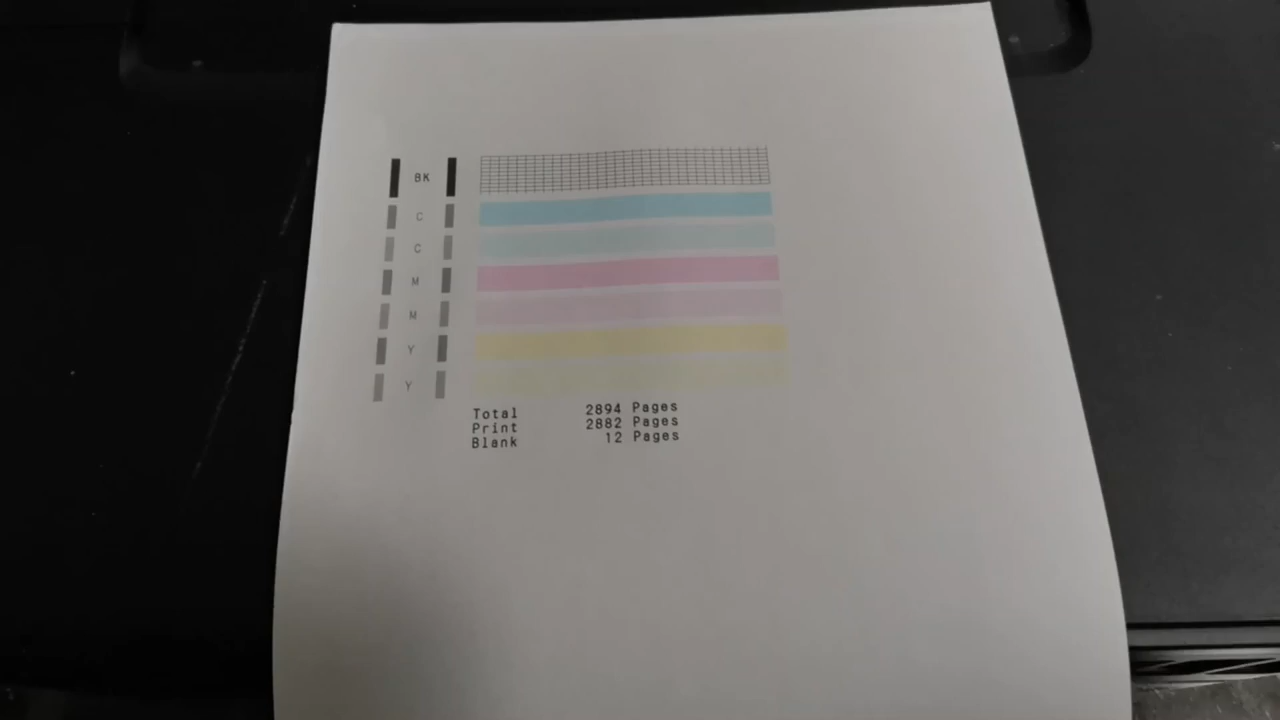 BK
C
C
M
M
Y
Y
Total 2894 Pages
Print 2882 Pages
Blank 12 Pages